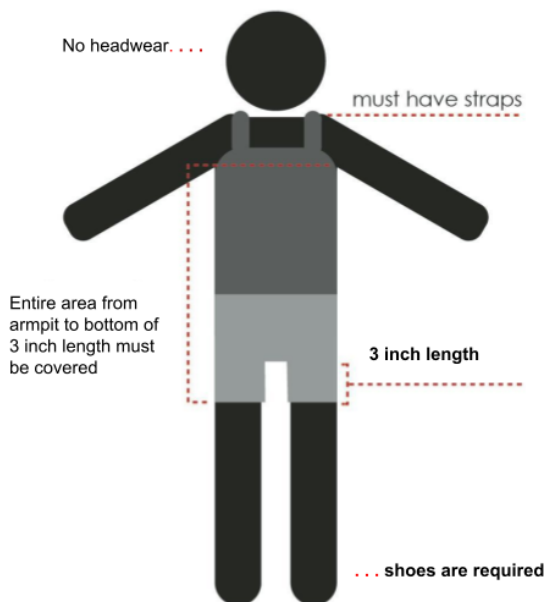 No headwear. . . .
must have straps
Entire area from
armpit to bottom of
3 inch length must
be covered
3 inch length
. . . shoes are required